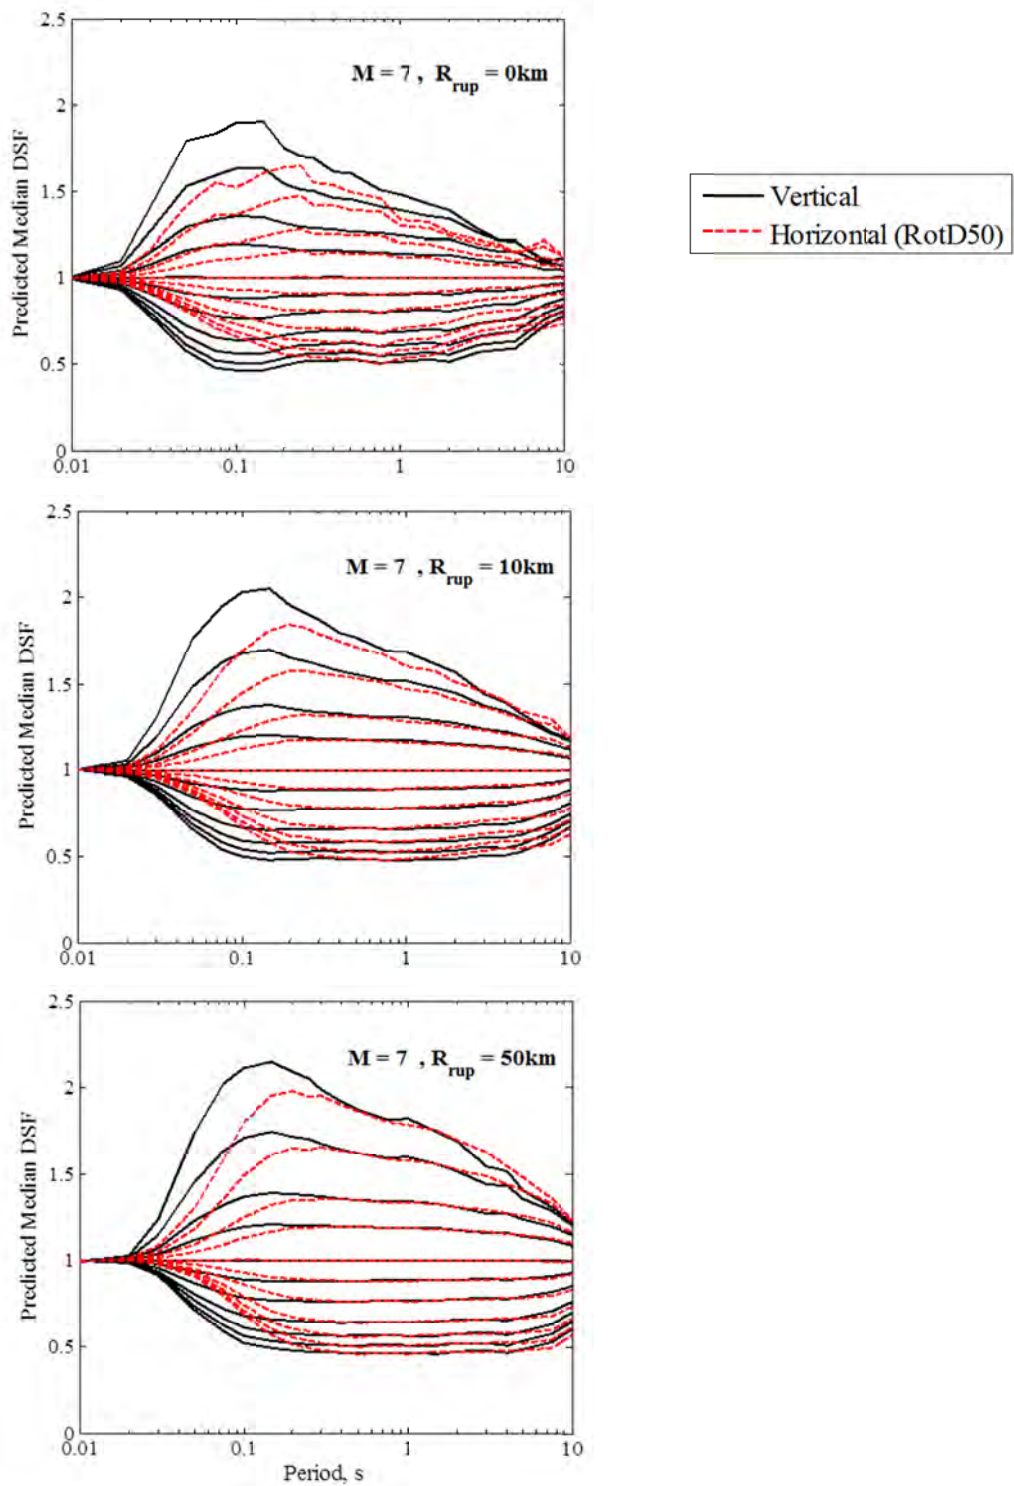 2.5
M = 7 , R_rup = 0km
2
1.5
1
0.5
0
Predicted Median DSF
0.01 0.1 1 10
Vertical
Horizontal (RotD50)
2.5
M = 7 , R_rup = 10km
2
1.5
1
0.5
0
Predicted Median DSF
0.01 0.1 1 10
2.5
M = 7 , R_rup = 50km
2
1.5
1
0.5
0
Predicted Median DSF
0.01 0.1 1 10
Period, s